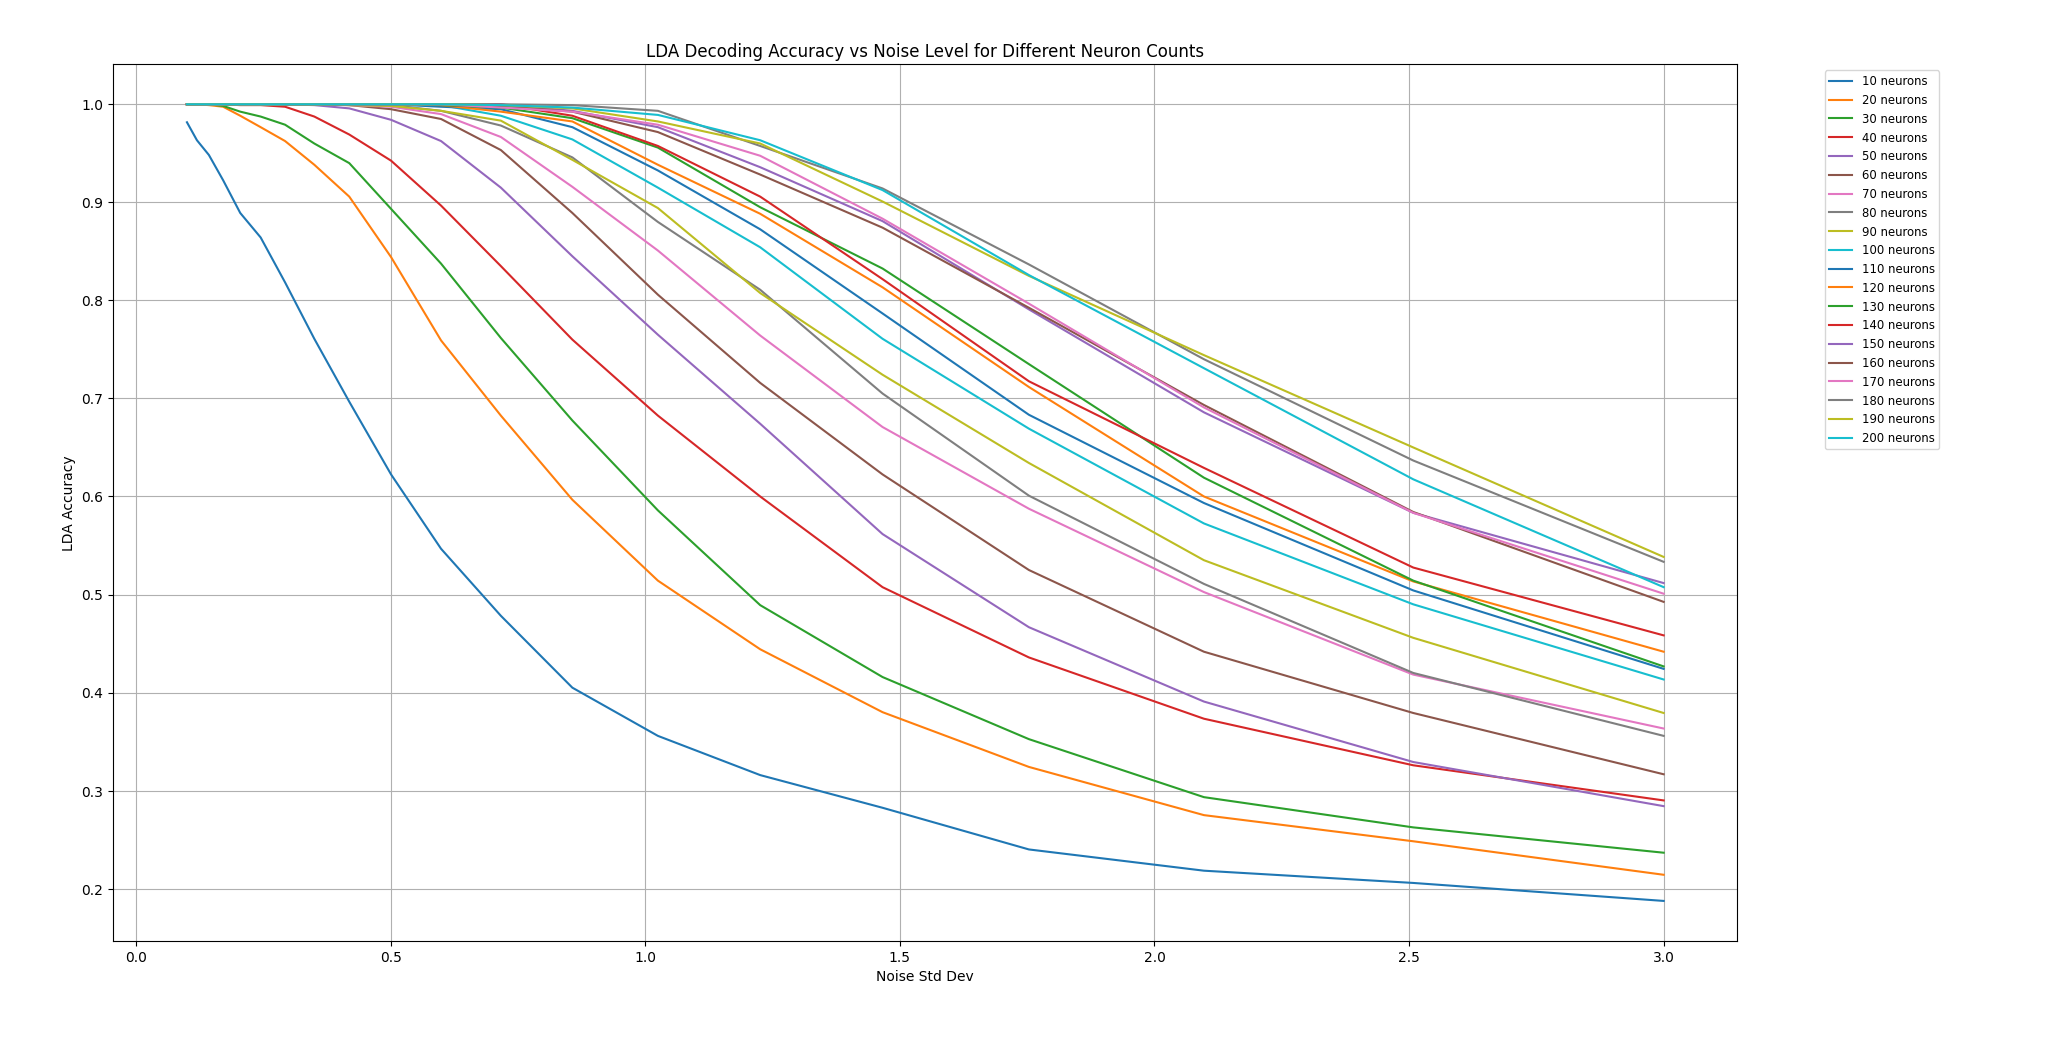 LDA Decoding Accuracy vs Noise Level for Different Neuron Counts
1.0
0.9
0.8
0.7
0.6
0.5
0.4
0.3
0.2
LDA Accuracy
0.0 0.5 1.0 1.5 2.0 2.5 3.0
Noise Std Dev
10 neurons
20 neurons
30 neurons
40 neurons
50 neurons
60 neurons
70 neurons
80 neurons
90 neurons
100 neurons
110 neurons
120 neurons
130 neurons
140 neurons
150 neurons
160 neurons
170 neurons
180 neurons
190 neurons
200 neurons